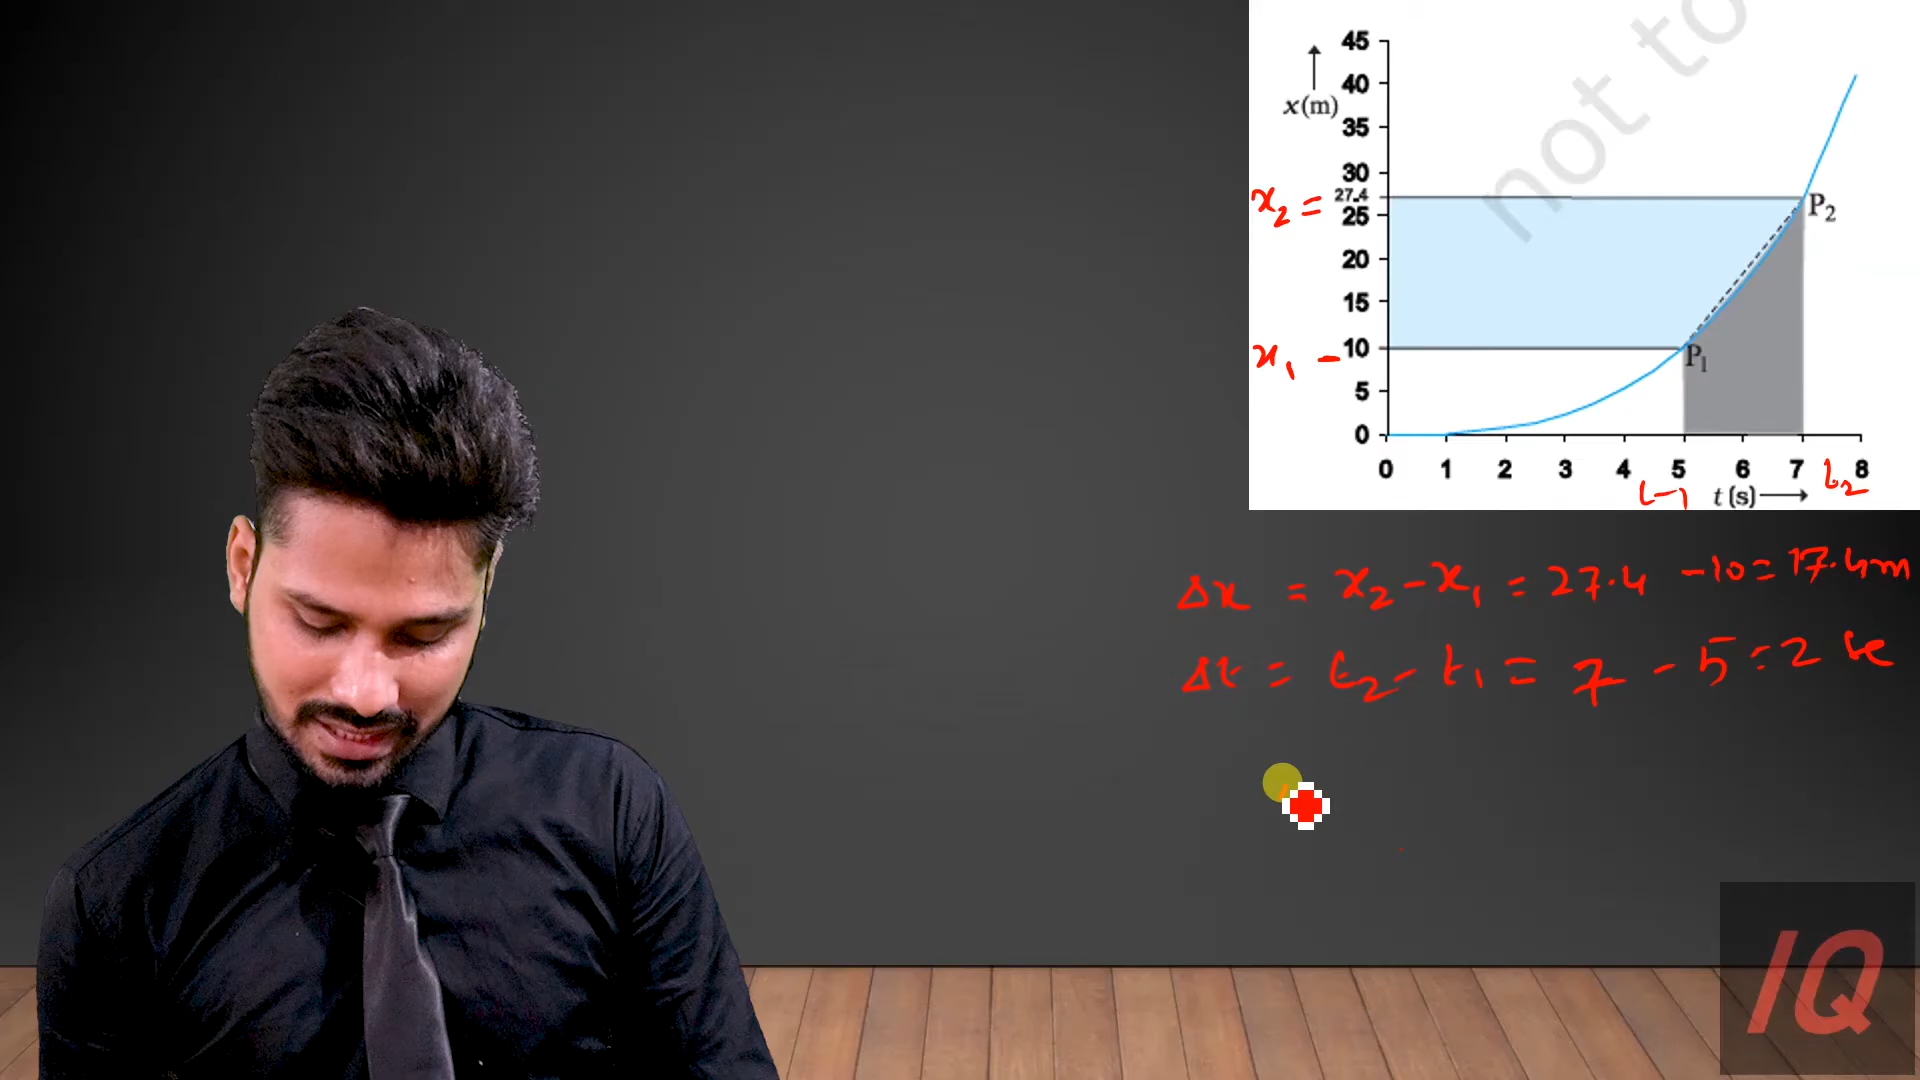 not to
45
40
x(m)
35
30
x₂ = 27.4
25
P₂
20
15
x₁ - 10
P₁
5
0
0 1 2 3 4 5 6 7 8
t₁ t(s) t₂
Δx = x₂ - x₁ = 27.4 - 10 = 17.4m
Δt = t₂ - t₁ = 7 - 5 = 2 se
IQ